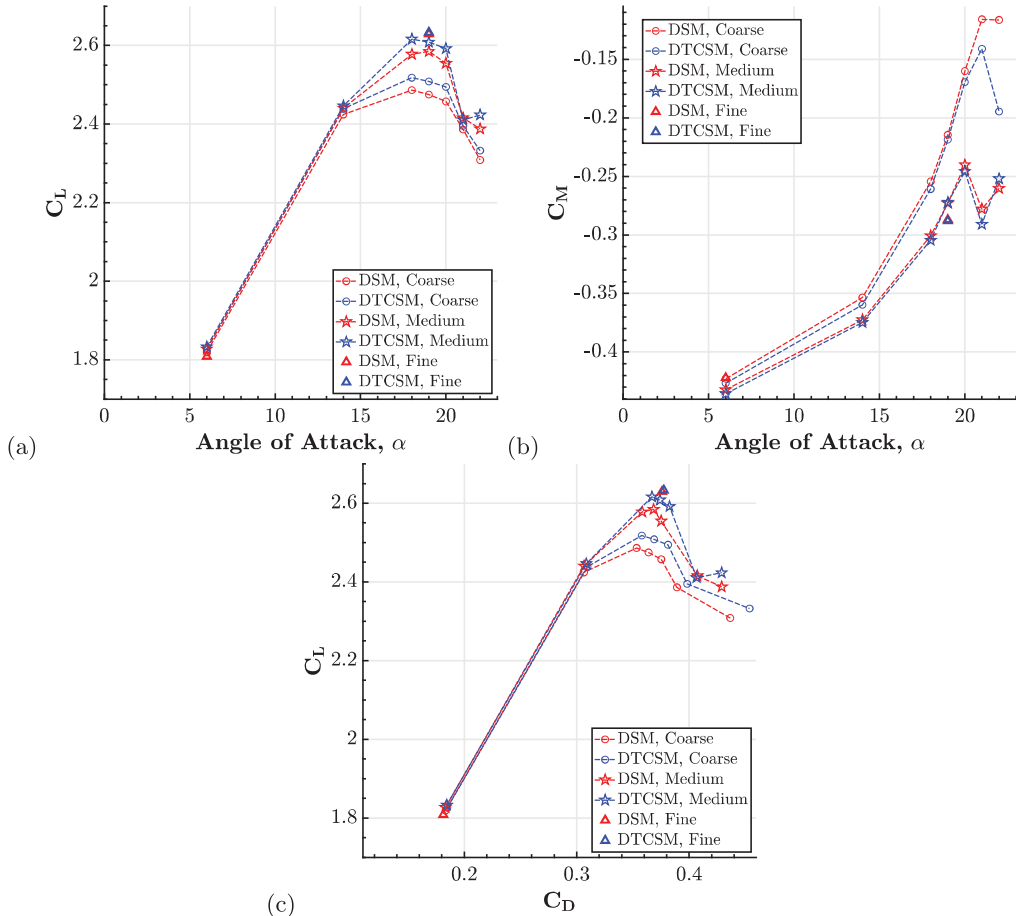 2.6
2.4
2.2
2
1.8
C_L
0
5
10
15
20
Angle of Attack, α
DSM, Coarse
DTCSM, Coarse
DSM, Medium
DTCSM, Medium
DSM, Fine
DTCSM, Fine
(a)
-0.15
-0.2
-0.25
-0.3
-0.35
-0.4
C_M
0
5
10
15
20
Angle of Attack, α
DSM, Coarse
DTCSM, Coarse
DSM, Medium
DTCSM, Medium
DSM, Fine
DTCSM, Fine
(b)
2.6
2.4
2.2
2
1.8
C_L
0.2
0.3
0.4
C_D
DSM, Coarse
DTCSM, Coarse
DSM, Medium
DTCSM, Medium
DSM, Fine
DTCSM, Fine
(c)